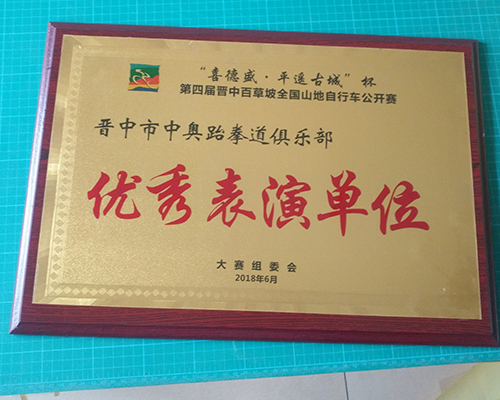 “喜德盛·平遥古城”杯
第四届晋中百草坡全国山地自行车公开赛
晋中市中奥跆拳道俱乐部
优秀表演单位
大赛组委会
2018年6月